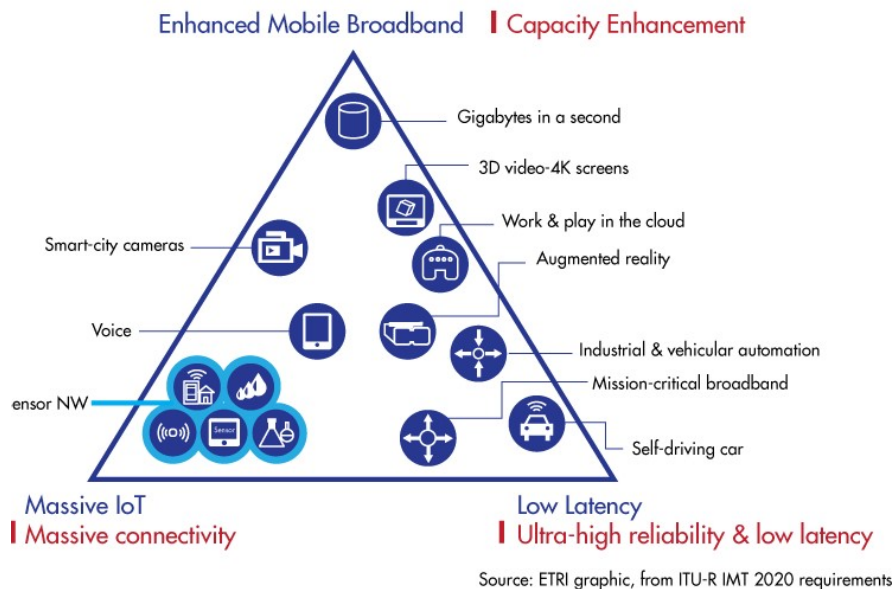 Enhanced Mobile Broadband
Capacity Enhancement
Gigabytes in a second
3D video-4K screens
Work & play in the cloud
Smart-city cameras
Augmented reality
Voice
Industrial & vehicular automation
Mission-critical broadband
ensor NW
Sensor
Self-driving car
Massive IoT
Low Latency
Massive connectivity
Ultra-high reliability & low latency
Source: ETRI graphic, from ITU-R IMT 2020 requirements